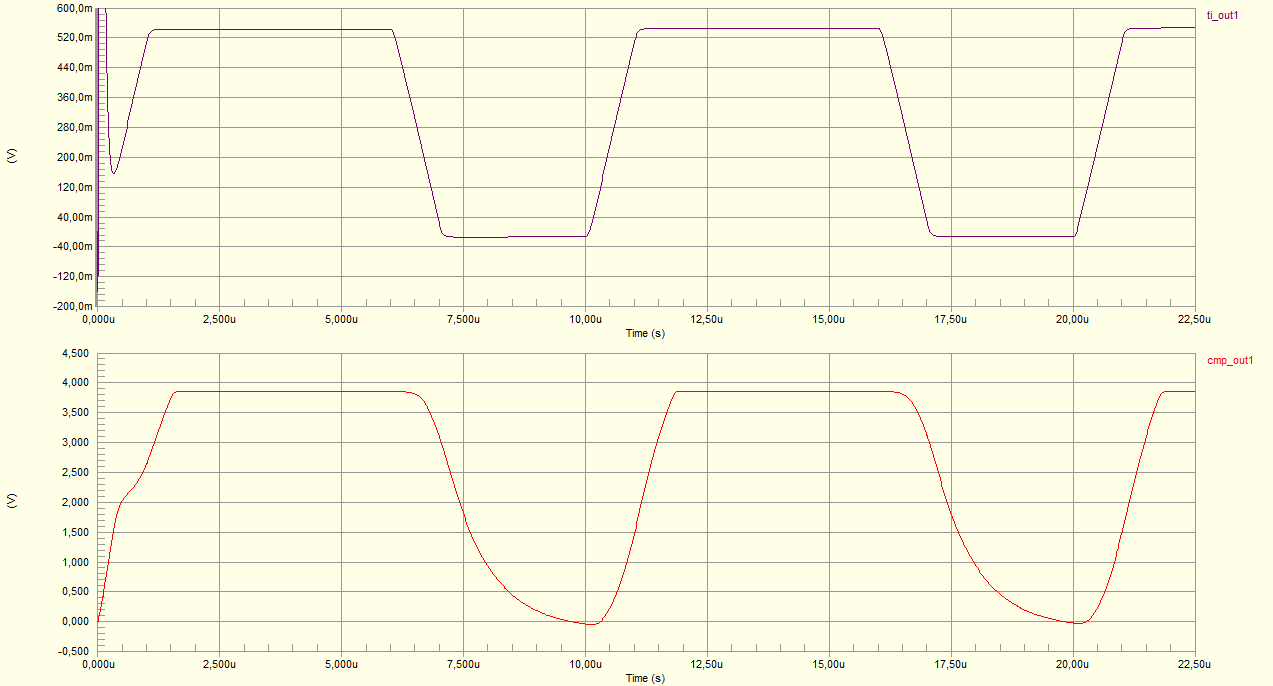 600,0m
ti_out1
520,0m
440,0m
360,0m
280,0m
(V)
200,0m
120,0m
40,00m
-40,00m
-120,0m
-200,0m
0,000u 2,500u 5,000u 7,500u 10,00u 12,50u 15,00u 17,50u 20,00u 22,50u
Time (s)
4,500
cmp_out1
4,000
3,500
3,000
2,500
(V)
2,000
1,500
1,000
0,500
0,000
-0,500
0,000u 2,500u 5,000u 7,500u 10,00u 12,50u 15,00u 17,50u 20,00u 22,50u
Time (s)